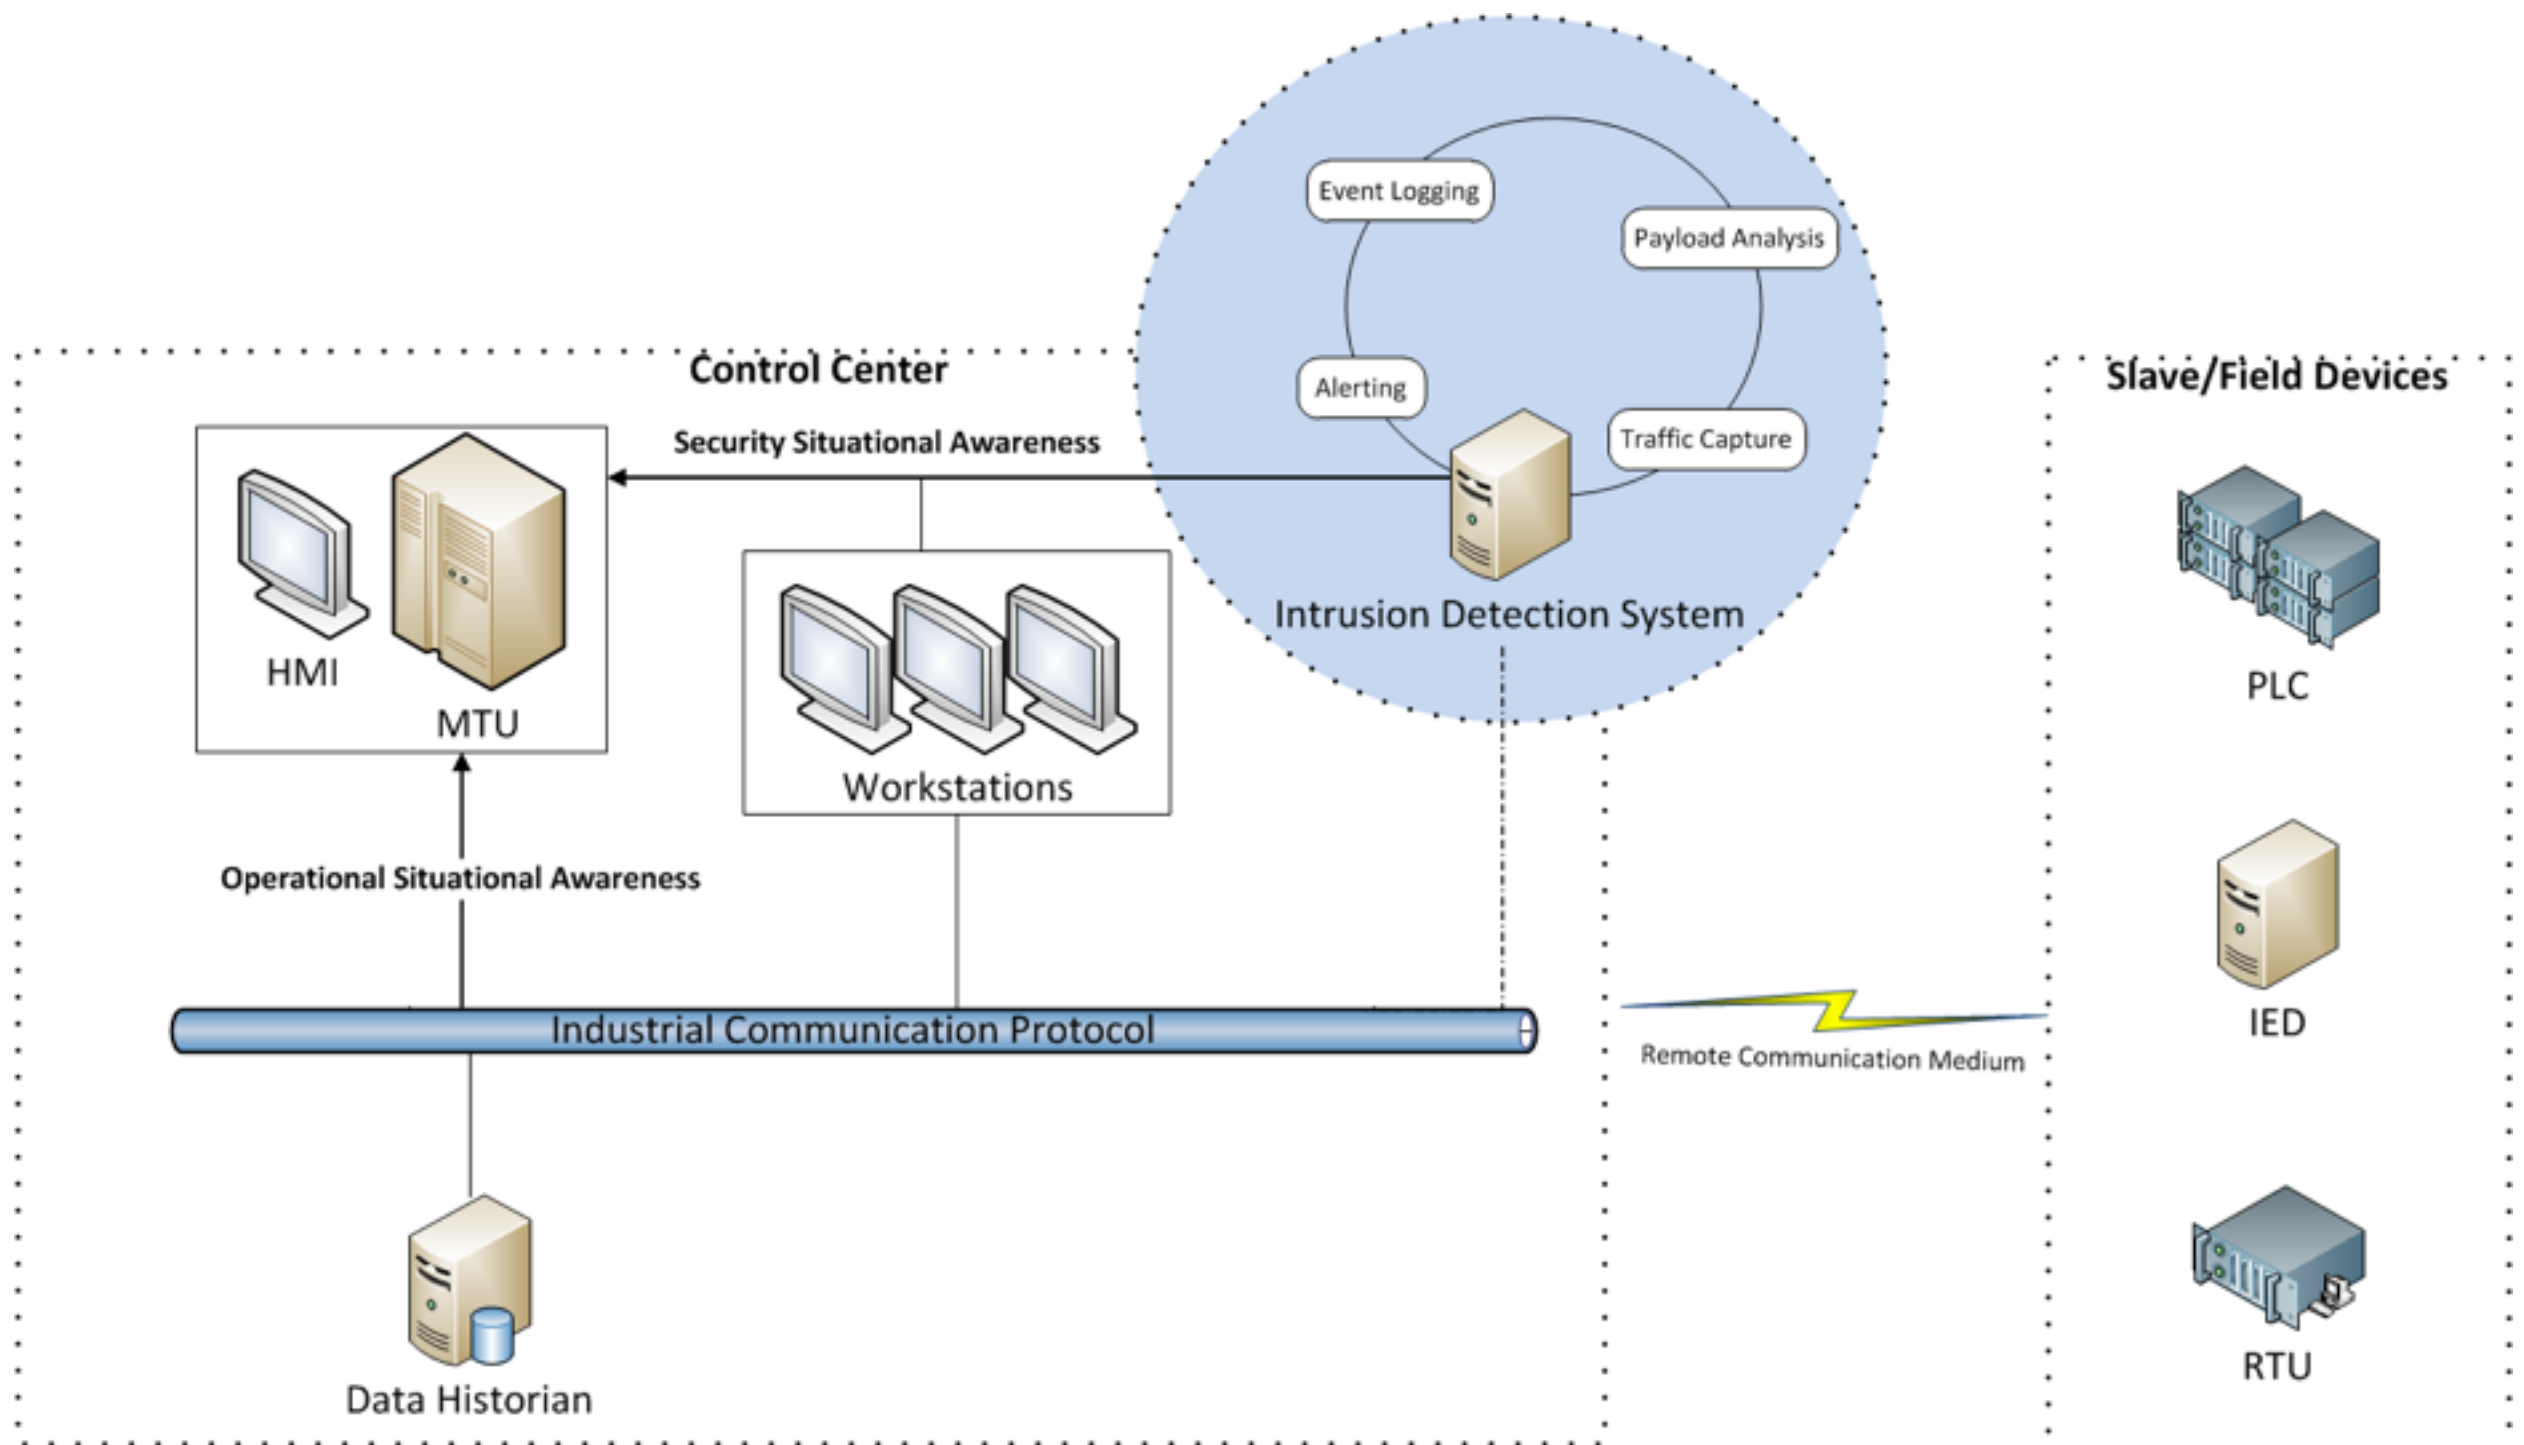 Event Logging
Payload Analysis
Control Center
Slave/Field Devices
Alerting
Security Situational Awareness
Traffic Capture
Intrusion Detection System
HMI
PLC
MTU
Workstations
Operational Situational Awareness
Industrial Communication Protocol
IED
Remote Communication Medium
RTU
Data Historian